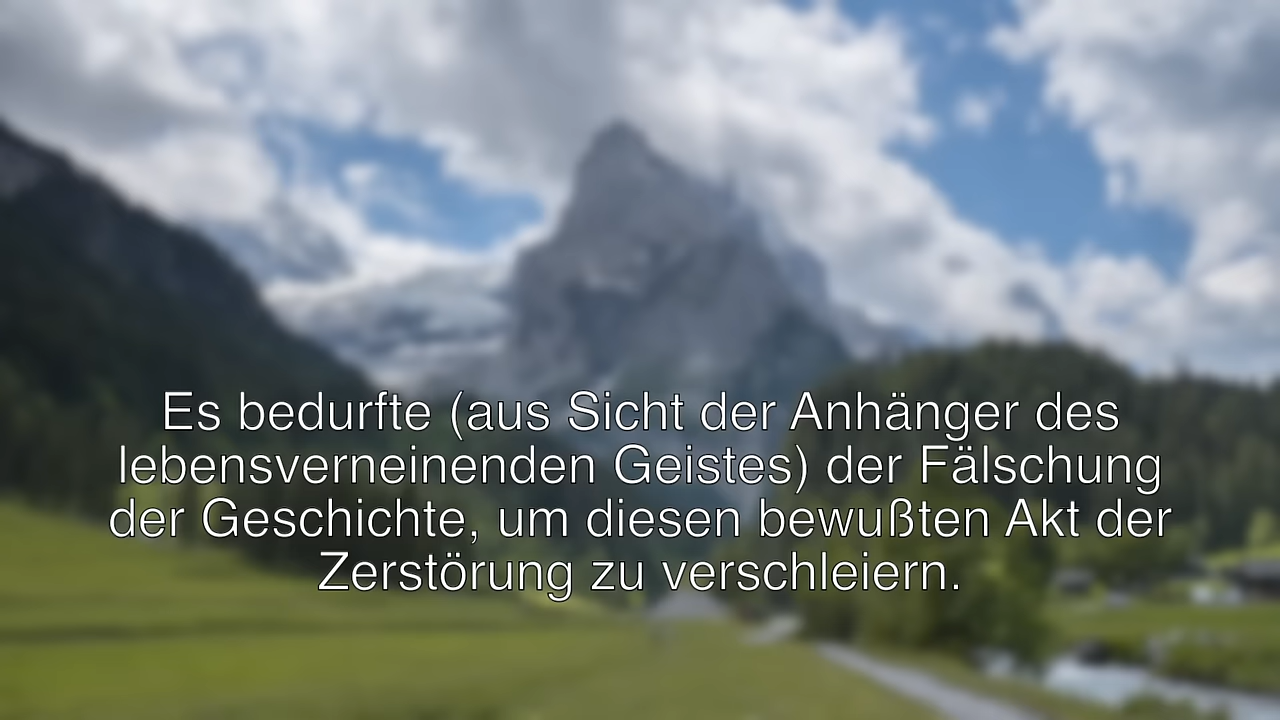 Es bedurfte (aus Sicht der Anhänger des
lebensverneinenden Geistes) der Fälschung
der Geschichte, um diesen bewußten Akt der
Zerstörung zu verschleiern.